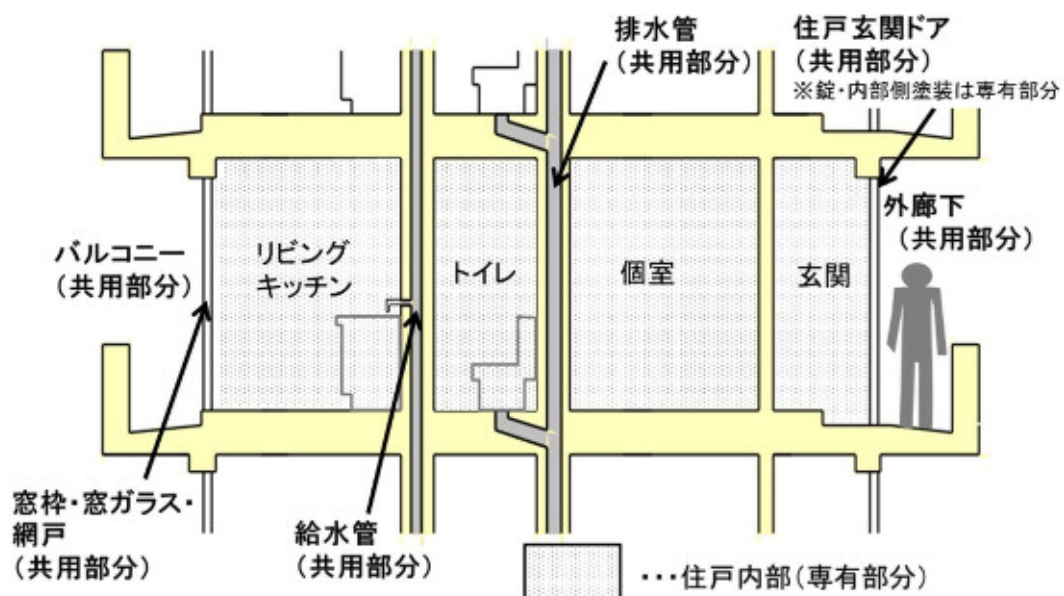 排水管
(共用部分)
住戸玄関ドア
(共用部分)
※錠・内部側塗装は専有部分
バルコニー
(共用部分)
リビング
キッチン
トイレ
個室
玄関
外廊下
(共用部分)
窓枠・窓ガラス・
網戸
(共用部分)
給水管
(共用部分)
・・・住戸内部(専有部分)